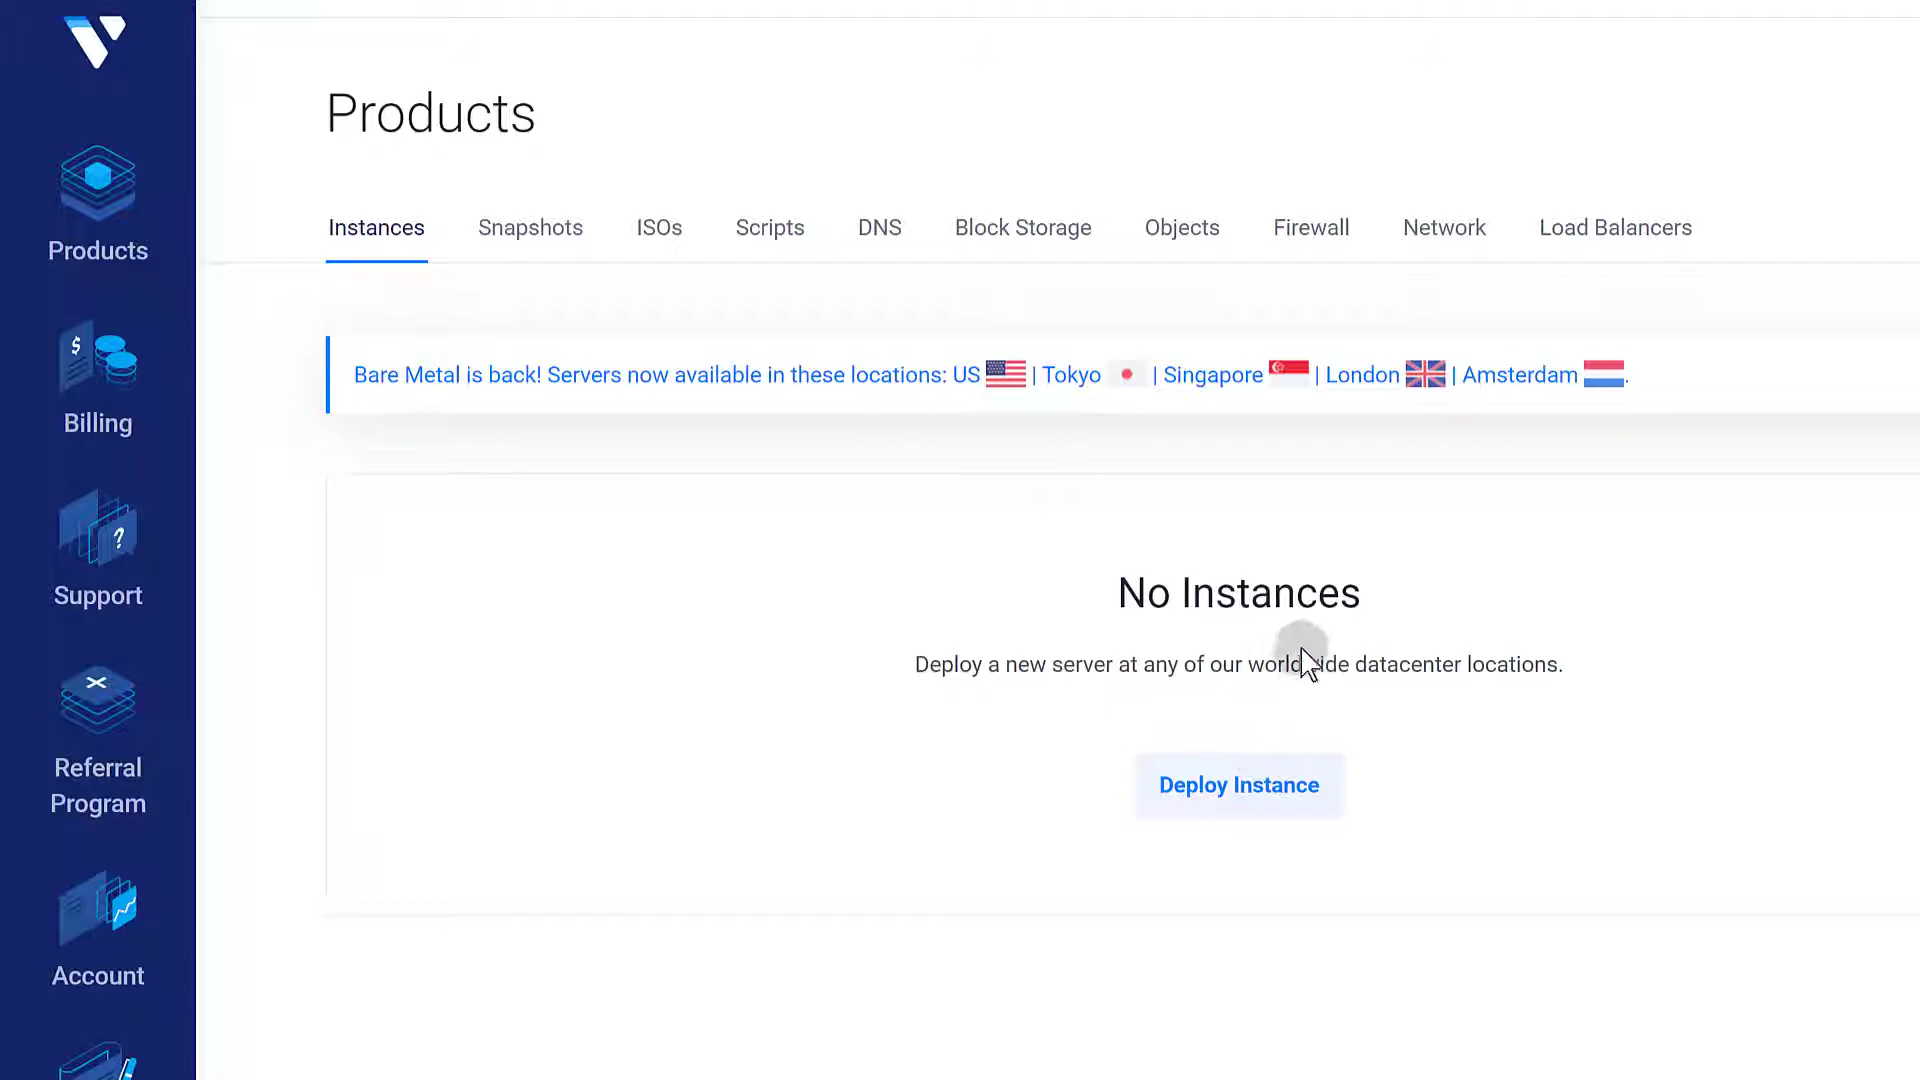 Products
Billing
Support
Referral
Program
Account
Products
Instances Snapshots ISOs Scripts DNS Block Storage Objects Firewall Network Load Balancers
Bare Metal is back! Servers now available in these locations: US | Tokyo | Singapore | London | Amsterdam .
No Instances
Deploy a new server at any of our worldwide datacenter locations.
Deploy Instance